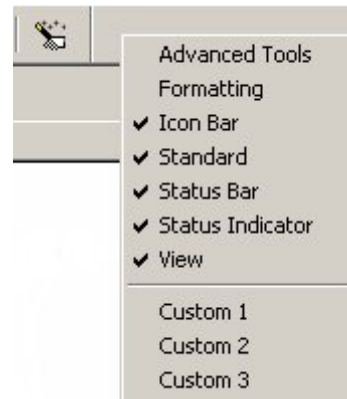 Advanced Tools
Formatting
Icon Bar
Standard
Status Bar
Status Indicator
View
Custom 1
Custom 2
Custom 3